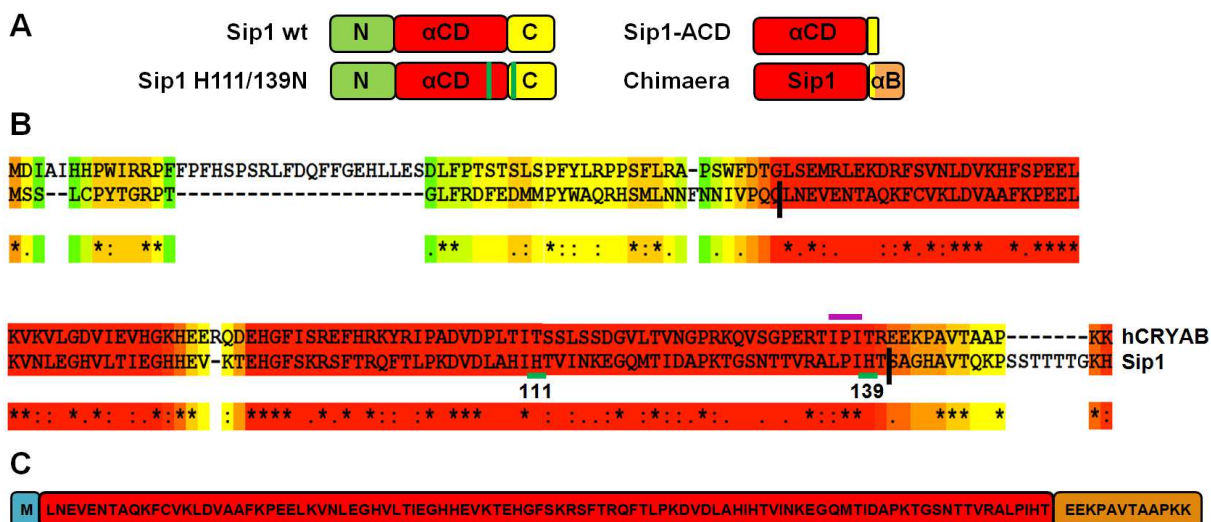 A
Sip1 wt N αCD C
Sip1-ACD αCD
Sip1 H111/139N N αCD C
Chimaera Sip1 αB
B
MDIAIHHPWIRRPFFPFHSPSRLFDQFFGEHLLESDLFPTSTSLSPFYLRPPSFLRA-PSWFDTGLSEMRLEKDRFSVNLDVKHFSPEEL
MSS--LCPYTGRPT---------------------GLFRDFEDMMPYWAQRHSMLNNFNNIVPQQLNEVENTAQKFCVKLDVAAFKPEEL
*. *: ** .** .: *:: : :*:*. . . . *.*:. ::.:*** *.****
KVKVLGDVIEVHGKHEERQDEHGFISREFHRKYRIPADVDPLTITSSLSSDGVLTVNGPRKQVSGPERTIPITREEKPAVTAAP-------KK hCRYAB
KVNLEGHVLTIEGHHEV-KTEHGFSKRSFTRQFTLPKDVDLAHIHTVINKEGQMTIDAPKTGSNTTVRALPIHTSAGHAVTQKPSSTTTTGKH Sip1
111 139
**:: *.*: :.*:** : **** .*.* *:: :* *** * : :..:* :*::.*:. . . *::** . *** * *:
C
M LNEVENTAQKFCVKLDVAAFKPEELKVNLEGHVLTIEGHHEVKTEHGFSKRSFTRQFTLPKDVDLAHIHTVINKEGQMTIDAPKTGSNTTVRALPIHT EEKPAVTAAPKK